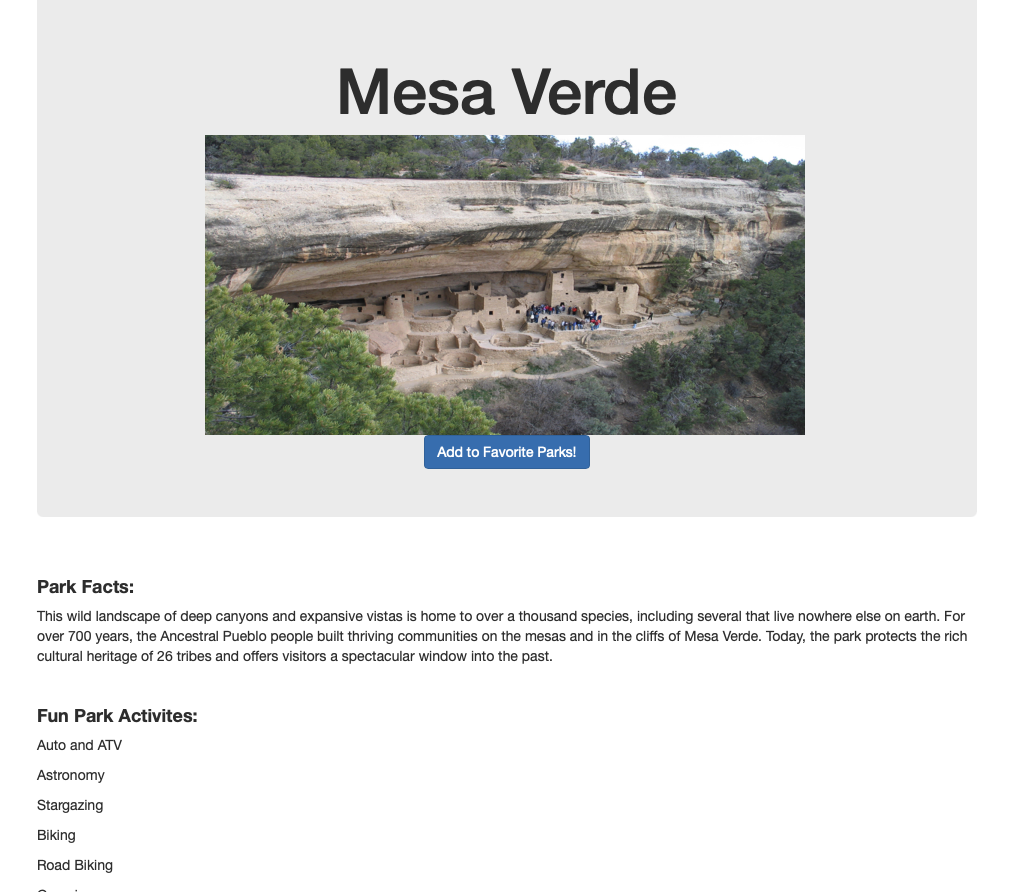 Mesa Verde
Add to Favorite Parks!
Park Facts:
This wild landscape of deep canyons and expansive vistas is home to over a thousand species, including several that live nowhere else on earth. For
over 700 years, the Ancestral Pueblo people built thriving communities on the mesas and in the cliffs of Mesa Verde. Today, the park protects the rich
cultural heritage of 26 tribes and offers visitors a spectacular window into the past.
Fun Park Activites:
Auto and ATV
Astronomy
Stargazing
Biking
Road Biking